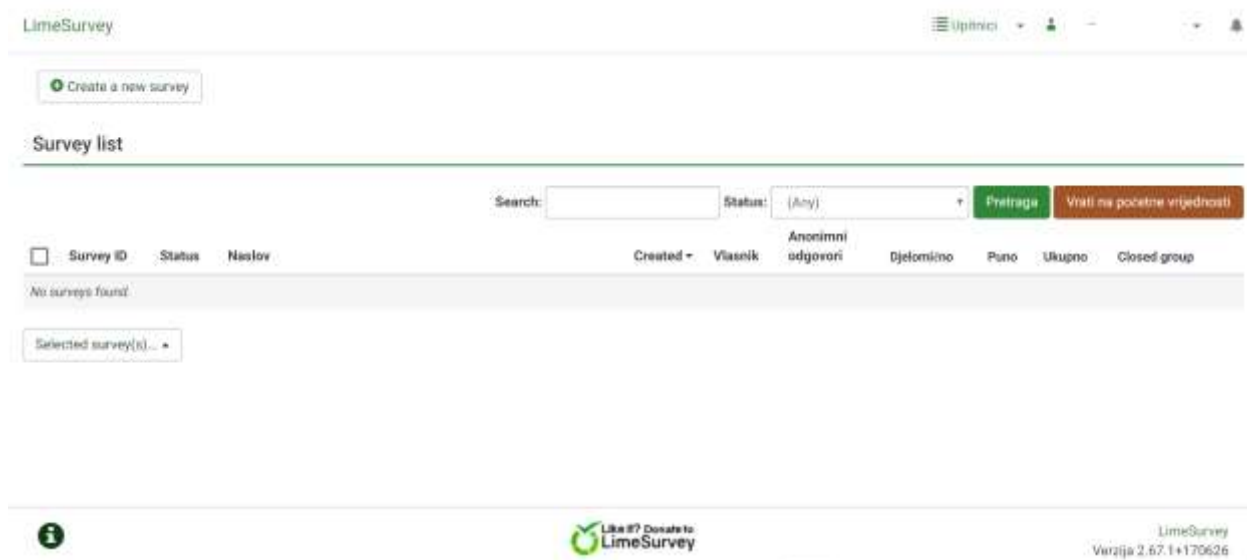 LimeSurvey
Upitnici
Create a new survey
Survey list
Search: Status: (Any) Pretraga Vrati na početne vrijednosti
Survey ID Status Naslov Created Vlasnik Anonimni odgovori Djelomično Puno Ukupno Closed group
No surveys found.
Selected survey(s)...
Like it? Donate to
LimeSurvey
LimeSurvey
Verzija 2.67.1+170626